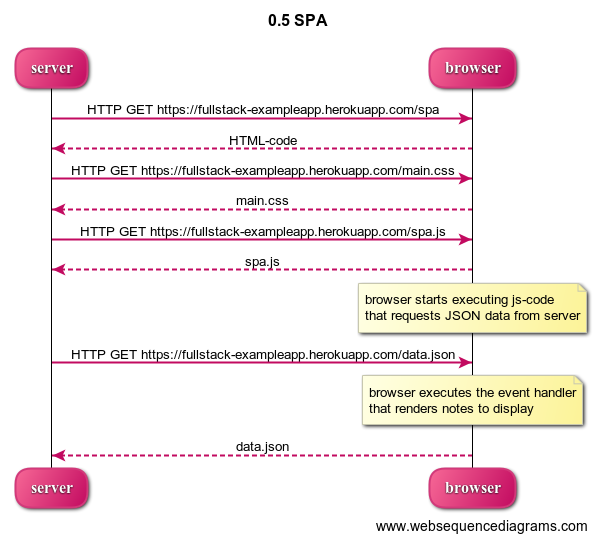 0.5 SPA
server
browser
HTTP GET https://fullstack-exampleapp.herokuapp.com/spa
HTML-code
HTTP GET https://fullstack-exampleapp.herokuapp.com/main.css
main.css
HTTP GET https://fullstack-exampleapp.herokuapp.com/spa.js
spa.js
browser starts executing js-code
that requests JSON data from server
HTTP GET https://fullstack-exampleapp.herokuapp.com/data.json
browser executes the event handler
that renders notes to display
data.json
server
browser
www.websequencediagrams.com